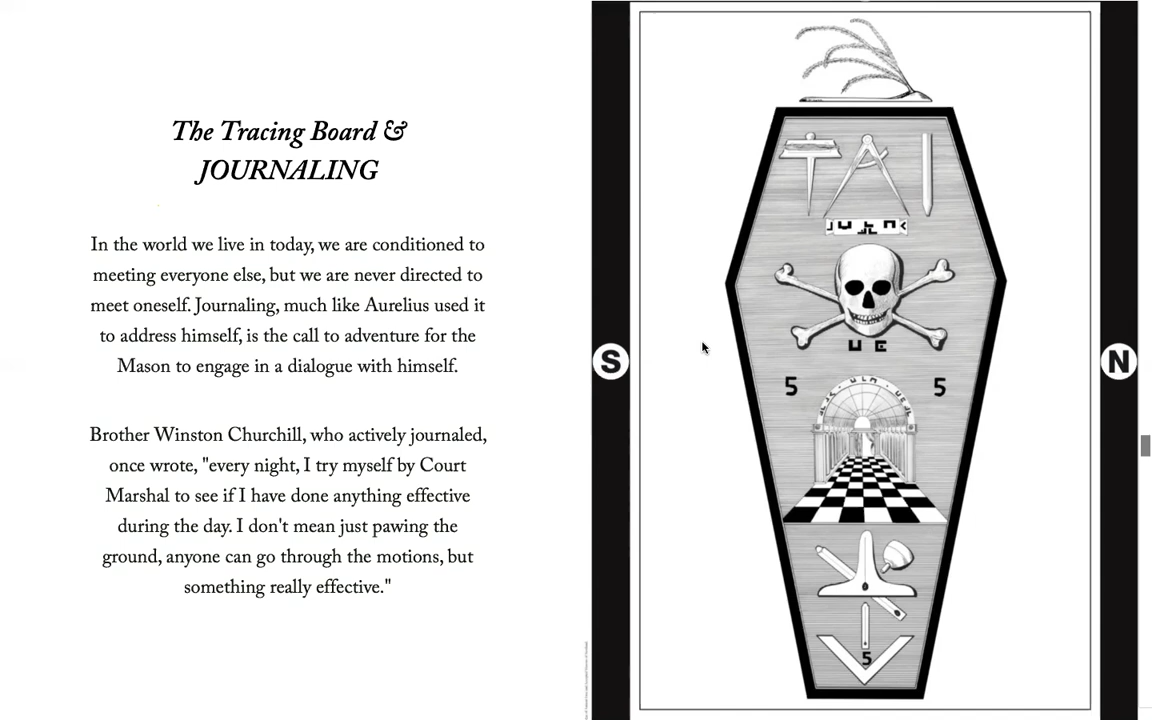 The Tracing Board &
JOURNALING
In the world we live in today, we are conditioned to
meeting everyone else, but we are never directed to
meet oneself. Journaling, much like Aurelius used it
to address himself, is the call to adventure for the
Mason to engage in a dialogue with himself.
Brother Winston Churchill, who actively journaled,
once wrote, "every night, I try myself by Court
Marshal to see if I have done anything effective
during the day. I don't mean just pawing the
ground, anyone can go through the motions, but
something really effective."
S
N
5 5
5